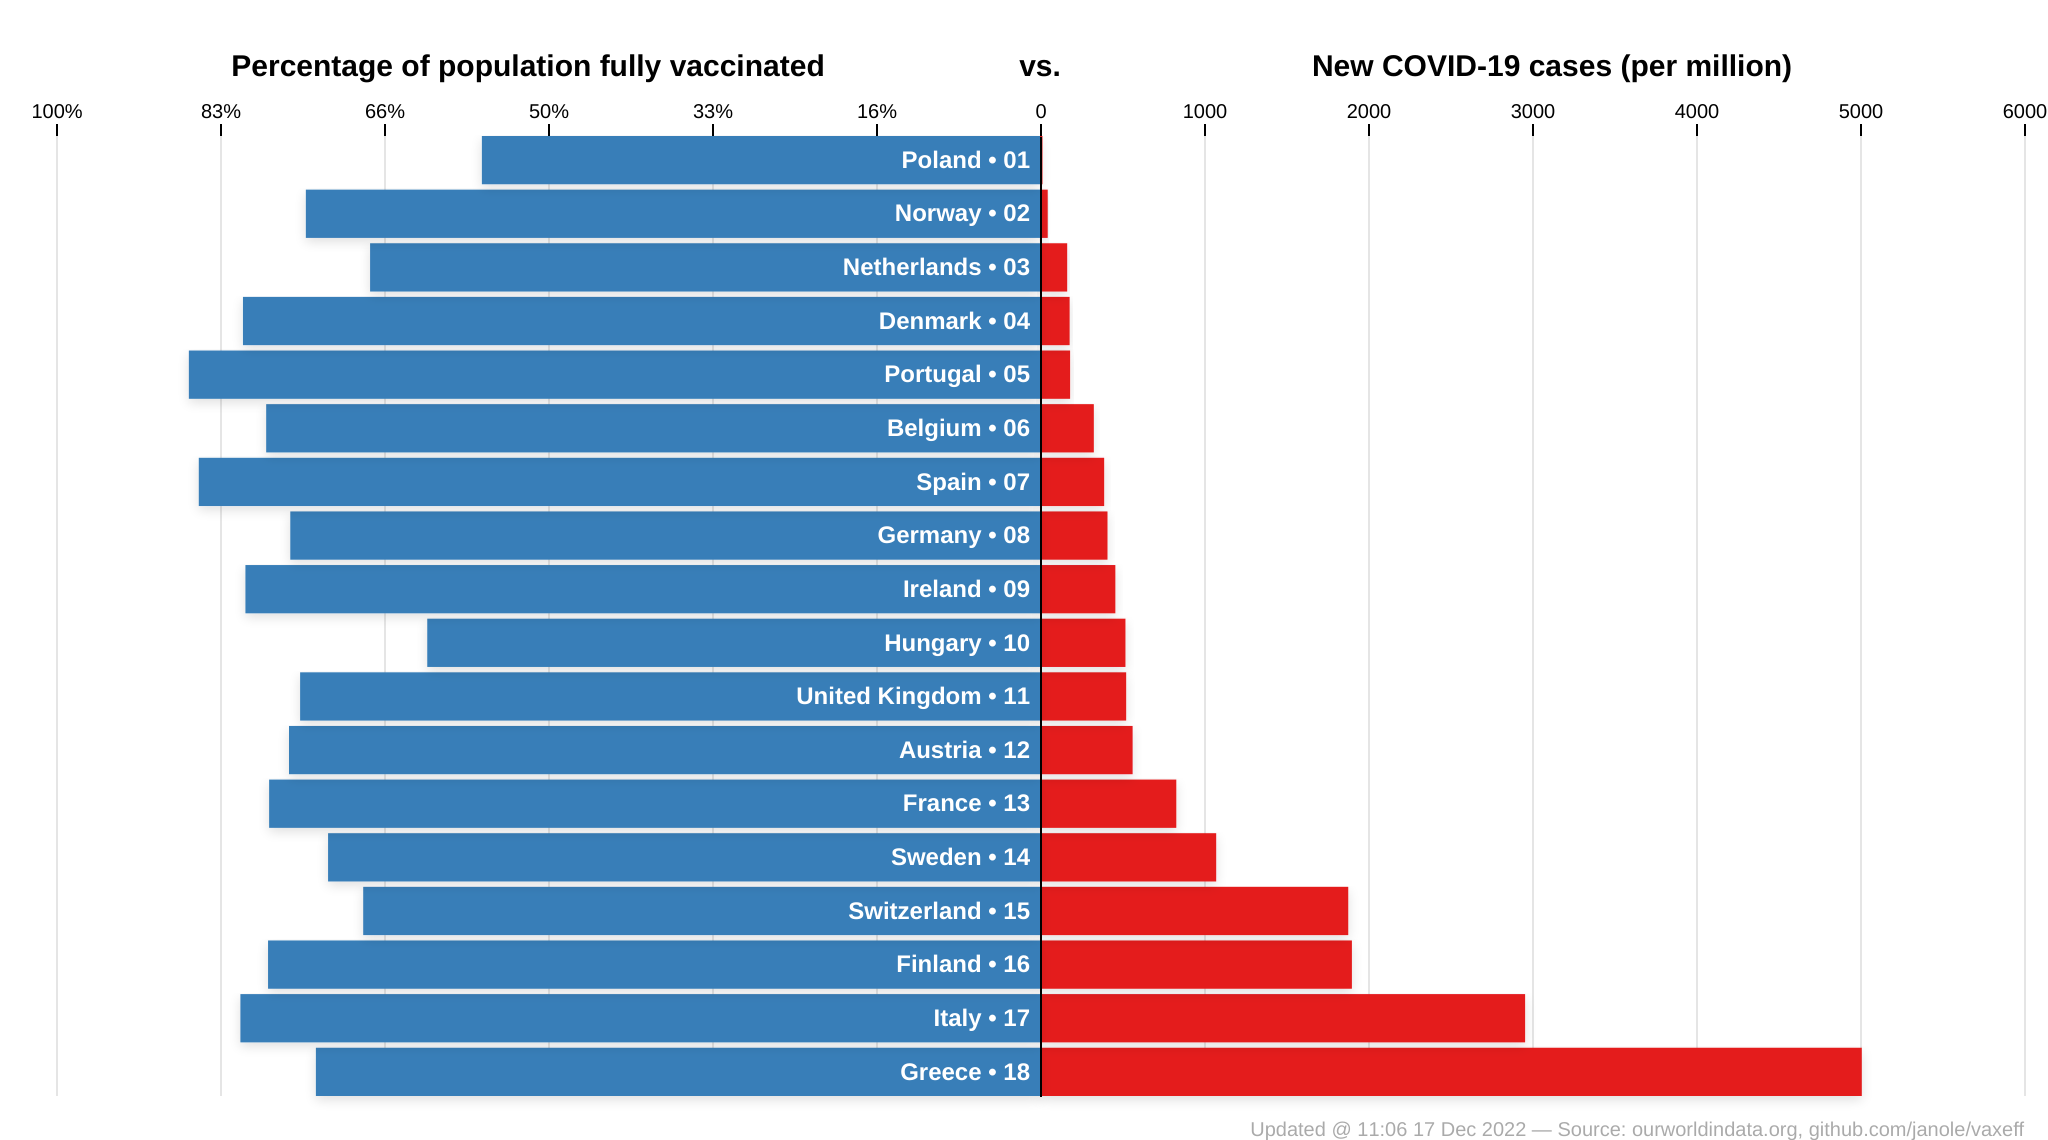 Percentage of population fully vaccinated vs. New COVID-19 cases (per million)
100% 83% 66% 50% 33% 16% 0 1000 2000 3000 4000 5000 6000
Poland • 01
Norway • 02
Netherlands • 03
Denmark • 04
Portugal • 05
Belgium • 06
Spain • 07
Germany • 08
Ireland • 09
Hungary • 10
United Kingdom • 11
Austria • 12
France • 13
Sweden • 14
Switzerland • 15
Finland • 16
Italy • 17
Greece • 18
Updated @ 11:06 17 Dec 2022 — Source: ourworldindata.org, github.com/janole/vaxeff